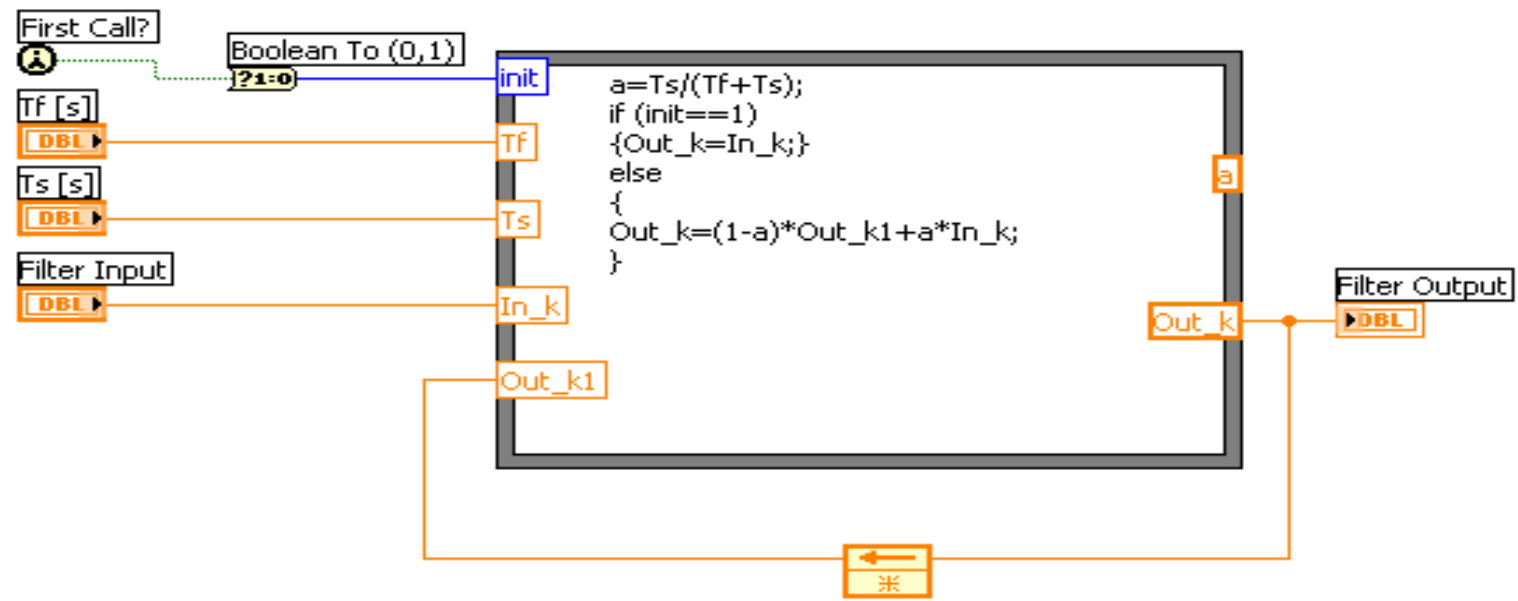 First Call?
Boolean To (0,1)
?1:0
init
Tf [s]
DBL
Tf
Ts [s]
DBL
Ts
Filter Input
DBL
In_k
Out_k1
a=Ts/(Tf+Ts);
if (init==1)
{Out_k=In_k;}
else
{
Out_k=(1-a)*Out_k1+a*In_k;
}
a
Out_k
Filter Output
DBL